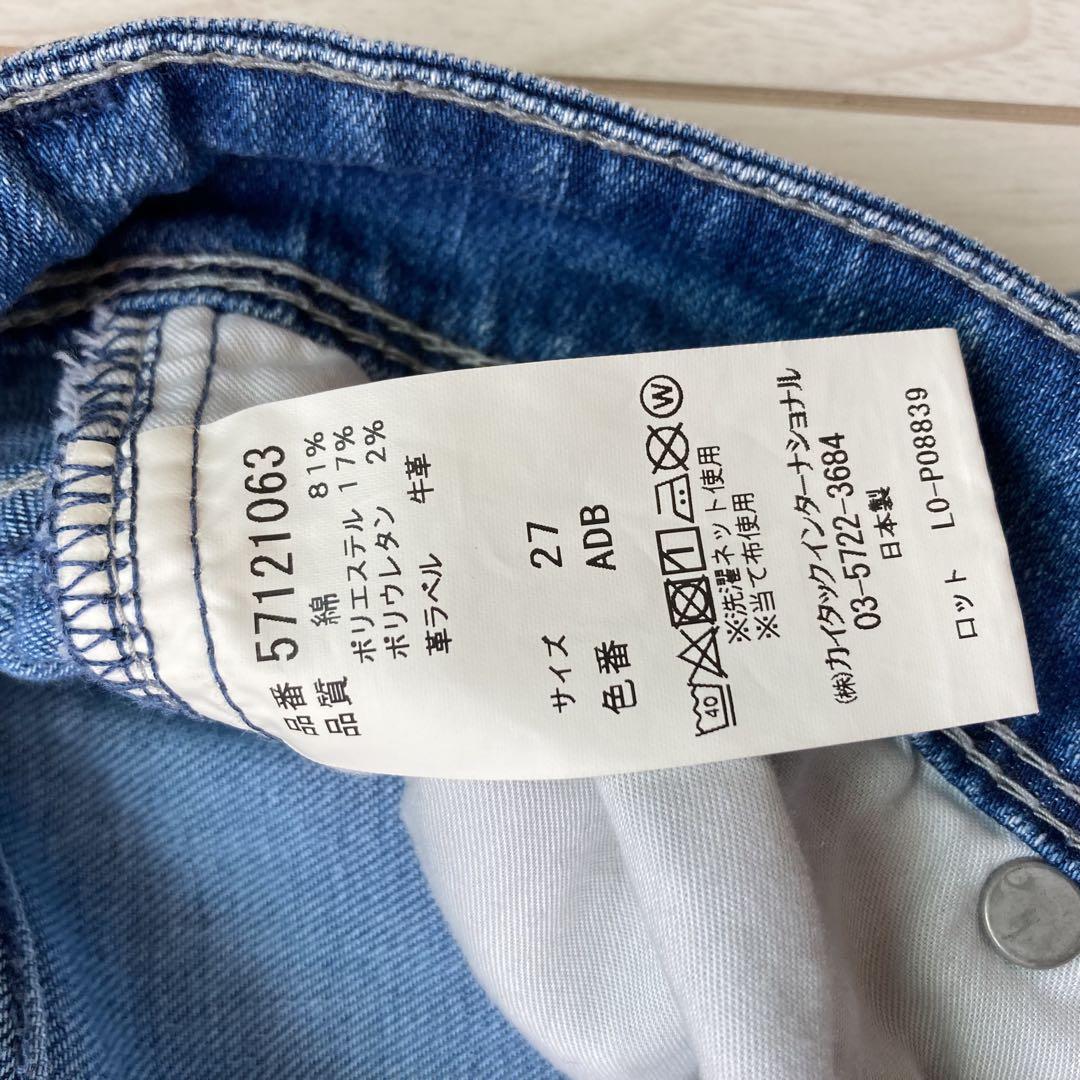 品番 57121063
品質 綿 81%
ポリエステル 17%
ポリウレタン 2%
革ラベル 牛革
サイズ 27
色番 ADB
40 1 W
※洗濯ネット使用
※当て布使用
(株)カイタックインターナショナル
03-5722-3684
日本製
ロット L0-P08839